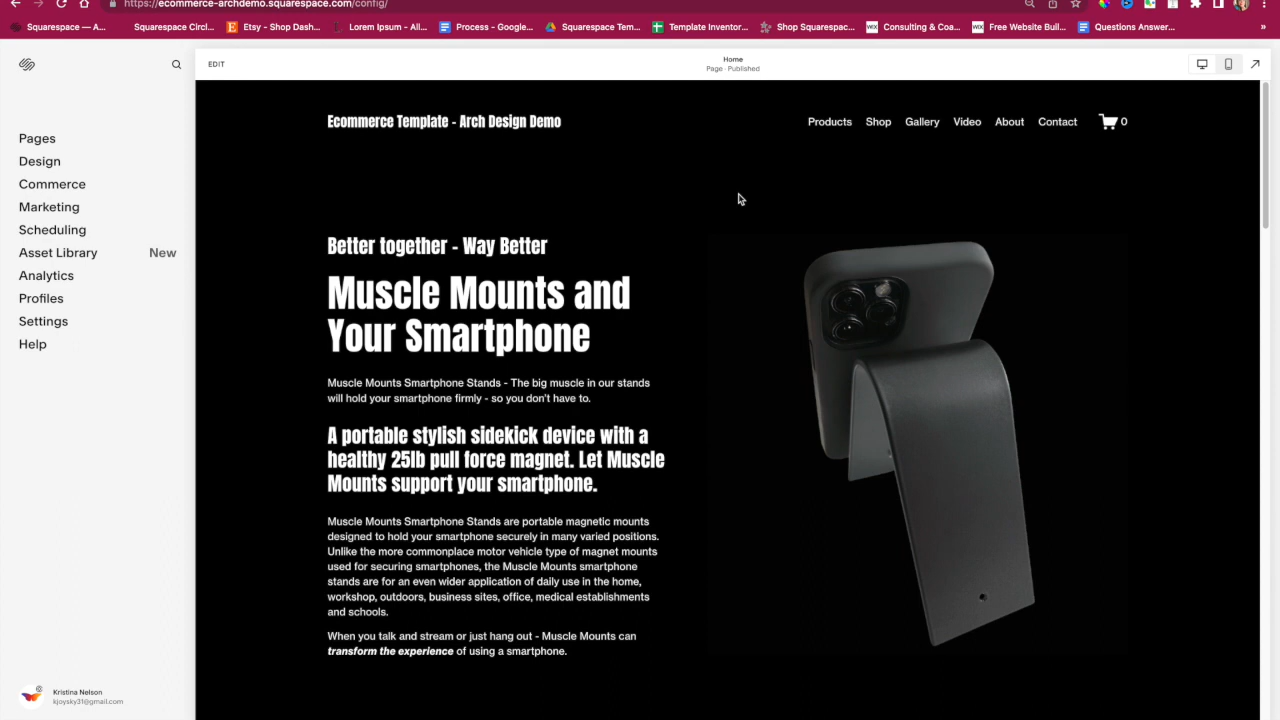 https://ecommerce-archdemo.squarespace.com/config/
Squarespace — A...
Squarespace Circl...
Etsy - Shop Dash...
Lorem Ipsum - All...
Process - Google...
Squarespace Tem...
Template Inventor...
Shop Squarespac...
Consulting & Coa...
Free Website Buil...
Questions Answer...
»
EDIT
Home
Page · Published
Pages
Design
Commerce
Marketing
Scheduling
Asset Library New
Analytics
Profiles
Settings
Help
Kristina Nelson
kjoysky31@gmail.com
Ecommerce Template - Arch Design Demo
Products Shop Gallery Video About Contact 0
Better together - Way Better
Muscle Mounts and
Your Smartphone
Muscle Mounts Smartphone Stands - The big muscle in our stands
will hold your smartphone firmly - so you don't have to.
A portable stylish sidekick device with a
healthy 25lb pull force magnet. Let Muscle
Mounts support your smartphone.
Muscle Mounts Smartphone Stands are portable magnetic mounts
designed to hold your smartphone securely in many varied positions.
Unlike the more commonplace motor vehicle type of magnet mounts
used for securing smartphones, the Muscle Mounts smartphone
stands are for an even wider application of daily use in the home,
workshop, outdoors, business sites, office, medical establishments
and schools.
When you talk and stream or just hang out - Muscle Mounts can
transform the experience of using a smartphone.